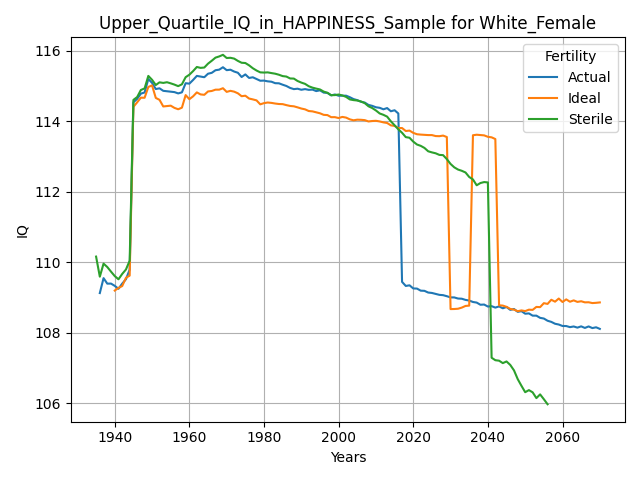 Upper_Quartile_IQ_in_HAPPINESS_Sample for White_Female
116
114
112
110
108
106
IQ
Fertility
Actual
Ideal
Sterile
1940 1960 1980 2000 2020 2040 2060
Years